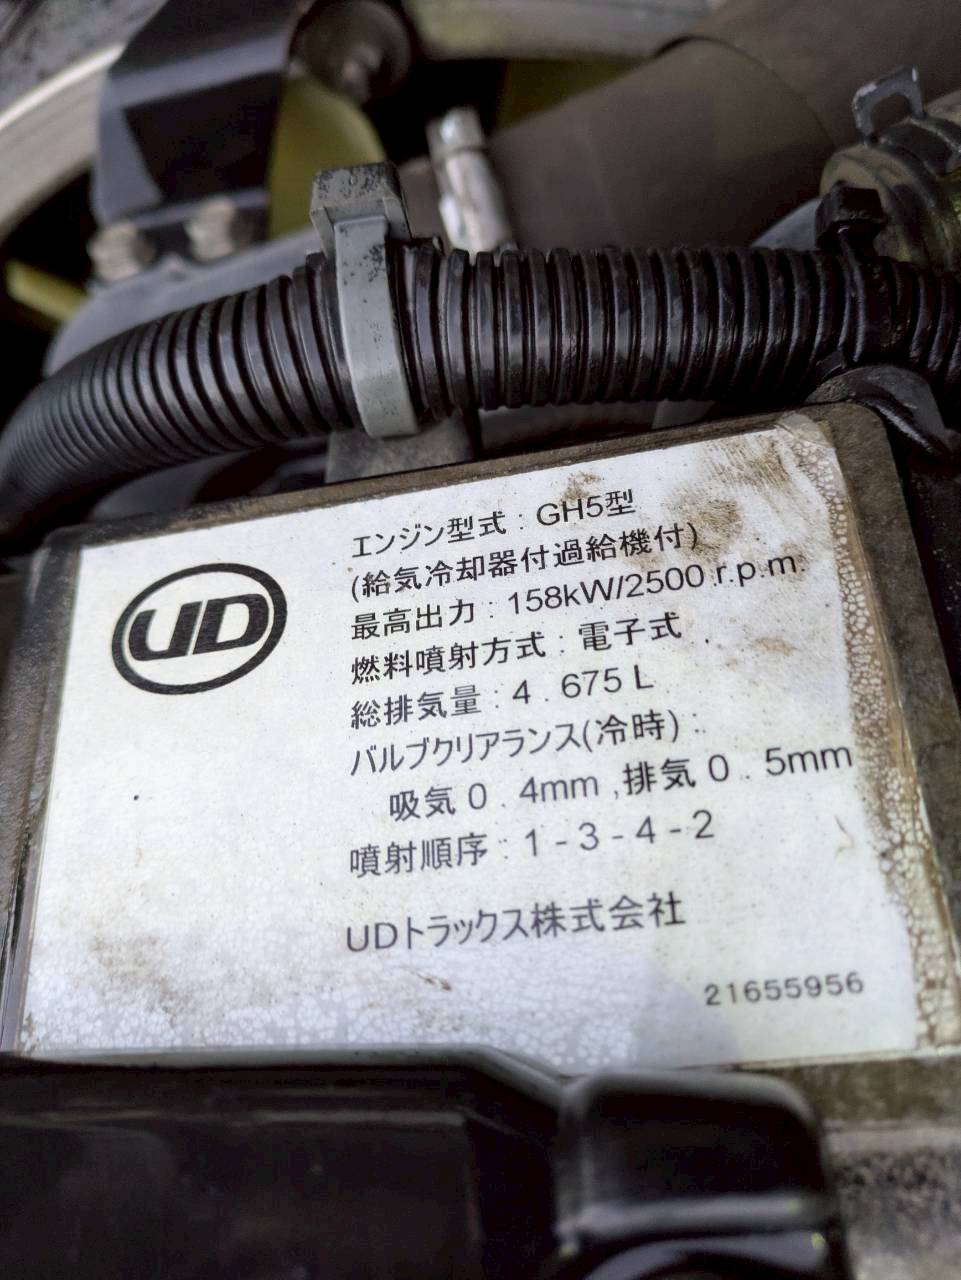 UD
エンジン型式 : GH5型
(給気冷却器付過給機付)
最高出力 : 158kW/2500 r.p.m.
燃料噴射方式 : 電子式
総排気量 : 4 . 675 L
バルブクリアランス(冷時) :
吸気 0 . 4mm , 排気 0 . 5mm
噴射順序 : 1 - 3 - 4 - 2
UDトラックス株式会社
21655956